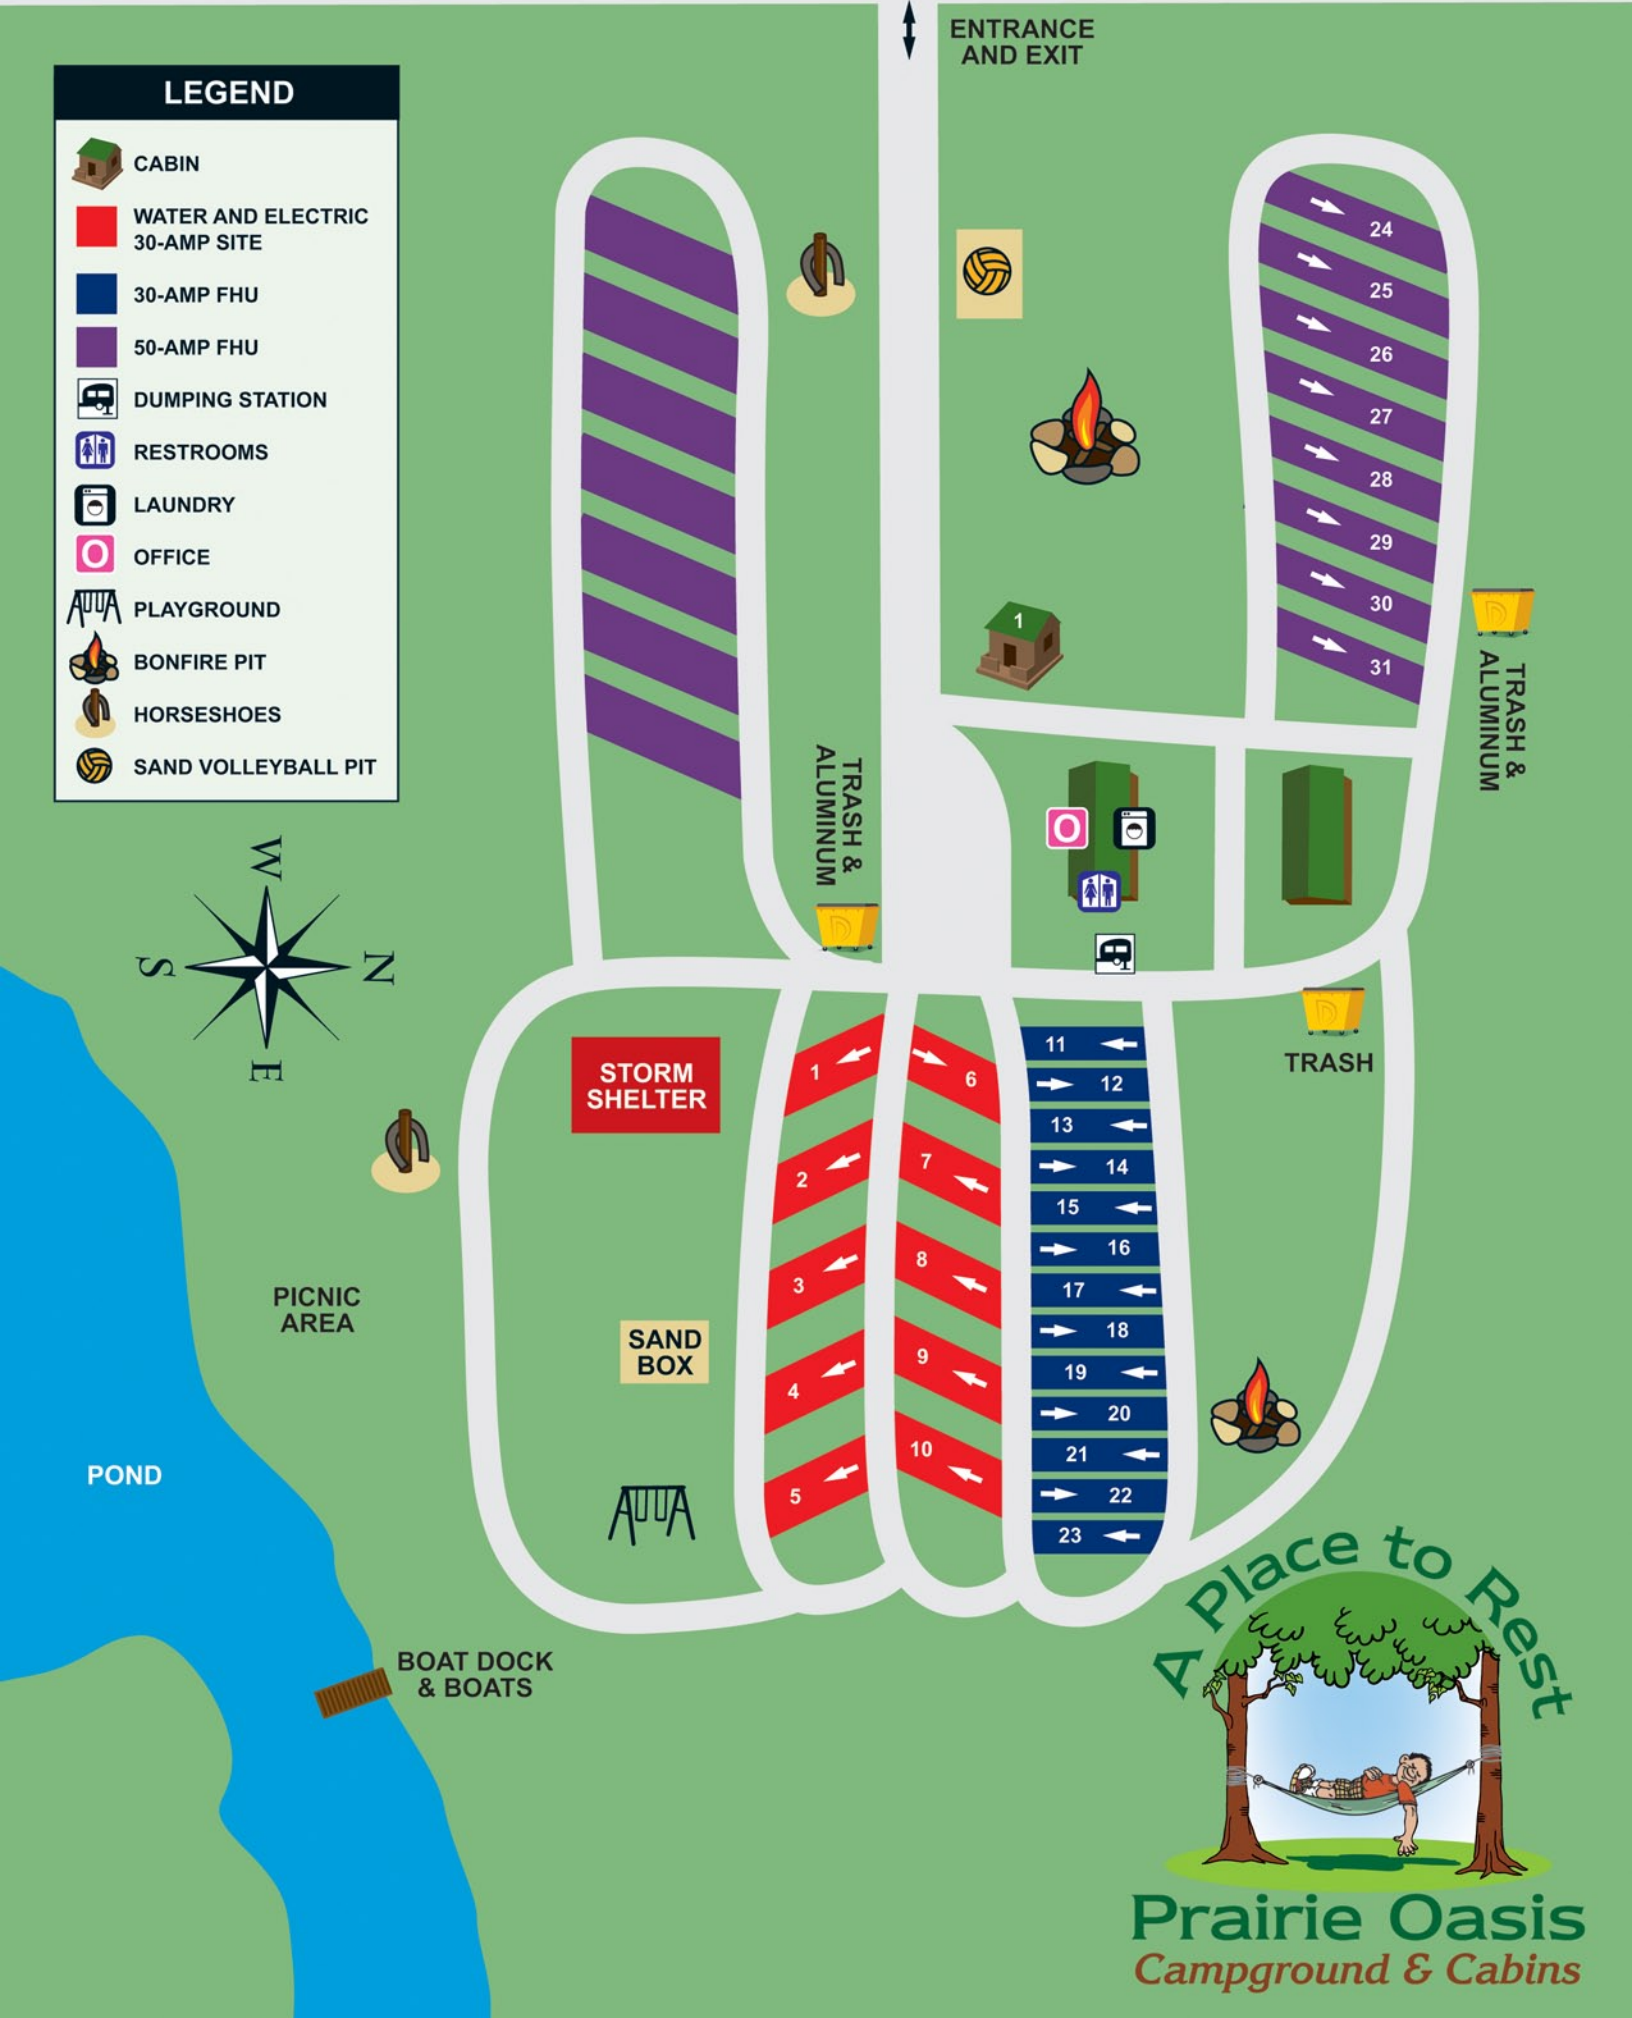 ENTRANCE
AND EXIT
LEGEND
CABIN
WATER AND ELECTRIC
30-AMP SITE
30-AMP FHU
50-AMP FHU
DUMPING STATION
RESTROOMS
LAUNDRY
O
OFFICE
PLAYGROUND
BONFIRE PIT
HORSESHOES
SAND VOLLEYBALL PIT
24
25
26
27
28
29
30
31
1
D
TRASH &
ALUMINUM
TRASH &
ALUMINUM
D
O
W
S
N
E
D
TRASH
STORM
SHELTER
1
2
3
4
5
6
7
8
9
10
11
12
13
14
15
16
17
18
19
20
21
22
23
PICNIC
AREA
SAND
BOX
POND
BOAT DOCK
& BOATS
A Place to Rest
Prairie Oasis
Campground & Cabins